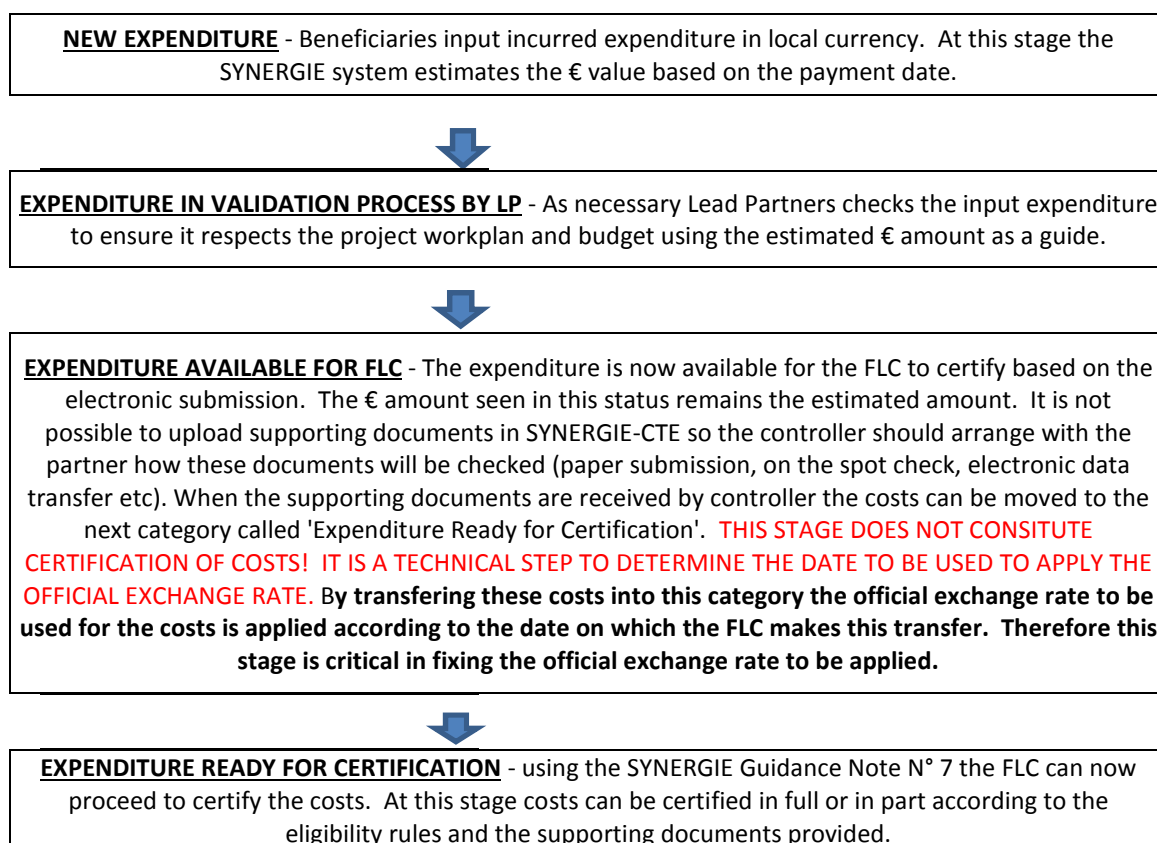 NEW EXPENDITURE - Beneficiaries input incurred expenditure in local currency. At this stage the
SYNERGIE system estimates the € value based on the payment date.
EXPENDITURE IN VALIDATION PROCESS BY LP - As necessary Lead Partners checks the input expenditure
to ensure it respects the project workplan and budget using the estimated € amount as a guide.
EXPENDITURE AVAILABLE FOR FLC - The expenditure is now available for the FLC to certify based on the
electronic submission. The € amount seen in this status remains the estimated amount. It is not
possible to upload supporting documents in SYNERGIE-CTE so the controller should arrange with the
partner how these documents will be checked (paper submission, on the spot check, electronic data
transfer etc). When the supporting documents are received by controller the costs can be moved to the
next category called 'Expenditure Ready for Certification'. THIS STAGE DOES NOT CONSITUTE
CERTIFICATION OF COSTS! IT IS A TECHNICAL STEP TO DETERMINE THE DATE TO BE USED TO APPLY THE
OFFICIAL EXCHANGE RATE. By transfering these costs into this category the official exchange rate to be
used for the costs is applied according to the date on which the FLC makes this transfer. Therefore this
stage is critical in fixing the official exchange rate to be applied.
EXPENDITURE READY FOR CERTIFICATION - using the SYNERGIE Guidance Note N° 7 the FLC can now
proceed to certify the costs. At this stage costs can be certified in full or in part according to the
eligibility rules and the supporting documents provided.